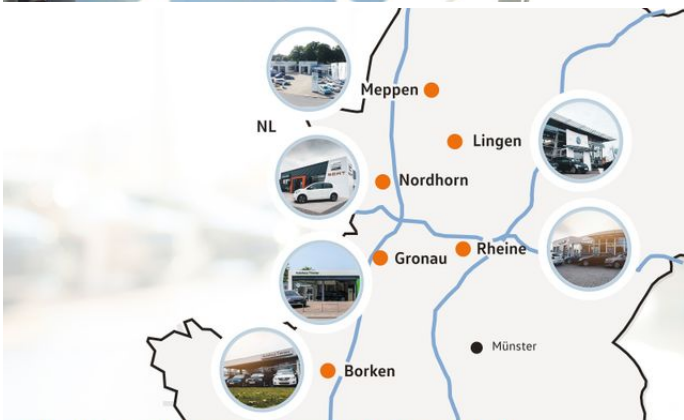 Meppen
NL
Lingen
Nordhorn
Gronau
Rheine
Münster
Borken